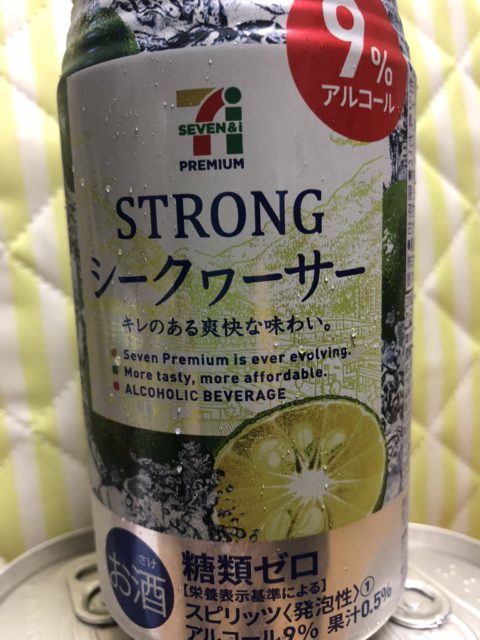 9%
アルコール
SEVEN&i
PREMIUM
STRONG
シークヮーサー
キレのある爽快な味わい。
Seven Premium is ever evolving.
More tasty, more affordable.
ALCOHOLIC BEVERAGE
さけ
お酒
糖類ゼロ
【栄養表示基準による】
スピリッツ〈発泡性〉①
アルコール9% 果汁0.5%